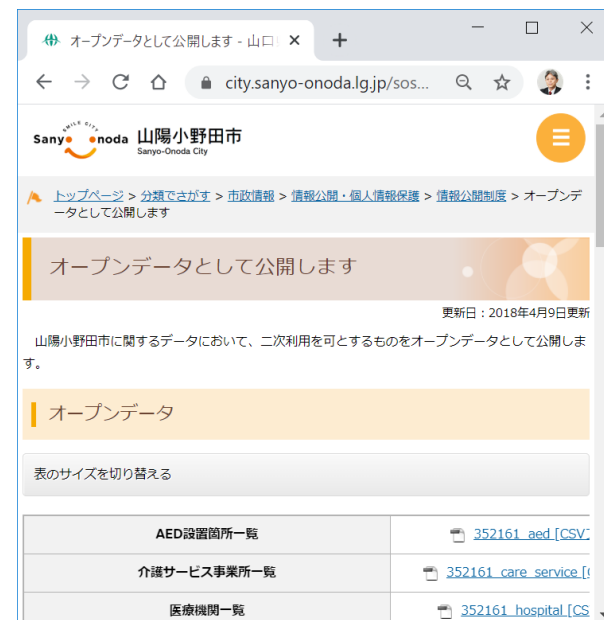 オープンデータとして公開します - 山口
city.sanyo-onoda.lg.jp/sos...
SMILE CITY
Sanyo noda 山陽小野田市
Sanyo-Onoda City
トップページ > 分類でさがす > 市政情報 > 情報公開・個人情報保護 > 情報公開制度 > オープンデ
ータとして公開します
オープンデータとして公開します
更新日：2018年4月9日更新
山陽小野田市に関するデータにおいて、二次利用を可とするものをオープンデータとして公開しま
す。
オープンデータ
表のサイズを切り替える
AED設置箇所一覧 352161_aed [CSV
介護サービス事業所一覧 352161_care_service [
医療機関一覧 352161_hospital [CS